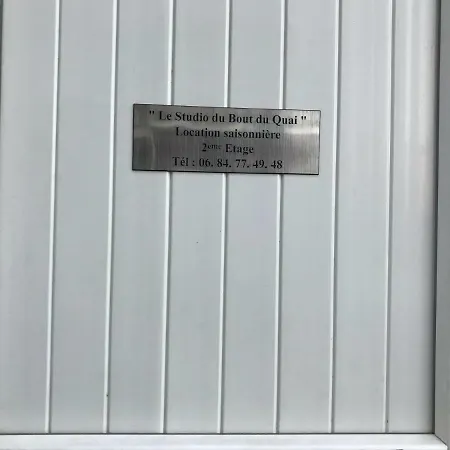 " Le Studio du Bout du Quai "
Location saisonnière
2ème Etage
Tél : 06. 84. 77. 49. 48